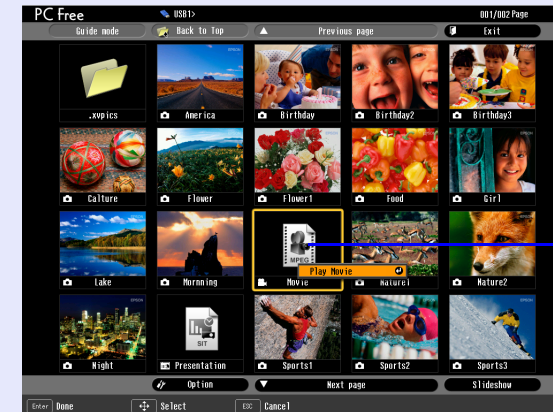 PC Free USB1> 001/002 Page
Guide mode Back to Top Previous page Exit
.xvpics America Birthday Birthday2 Birthday3
Calture Flower Flower1 Food Girl
MPEG
Play Movie
Lake Mornning Movie Nature1 Nature2
SIT
Night Presentation Sports1 Sports2 Sports3
Option Next page Slideshow
Enter Done Select ESC Cancel